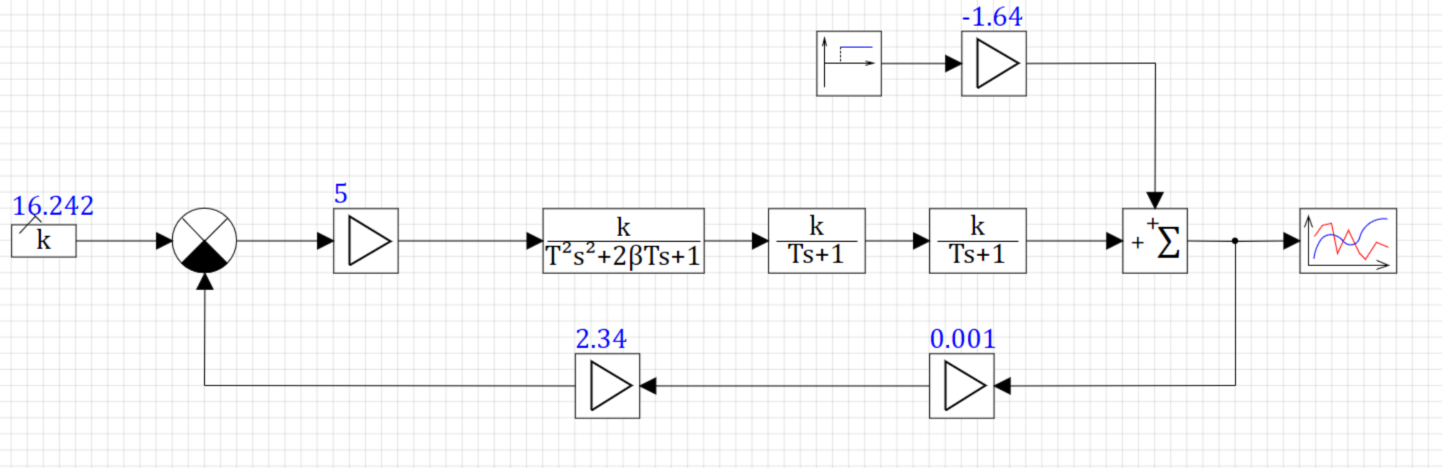 -1.64
16.242
k
5
k
T²s²+2βTs+1
k
Ts+1
k
Ts+1
+
+ Σ
2.34
0.001